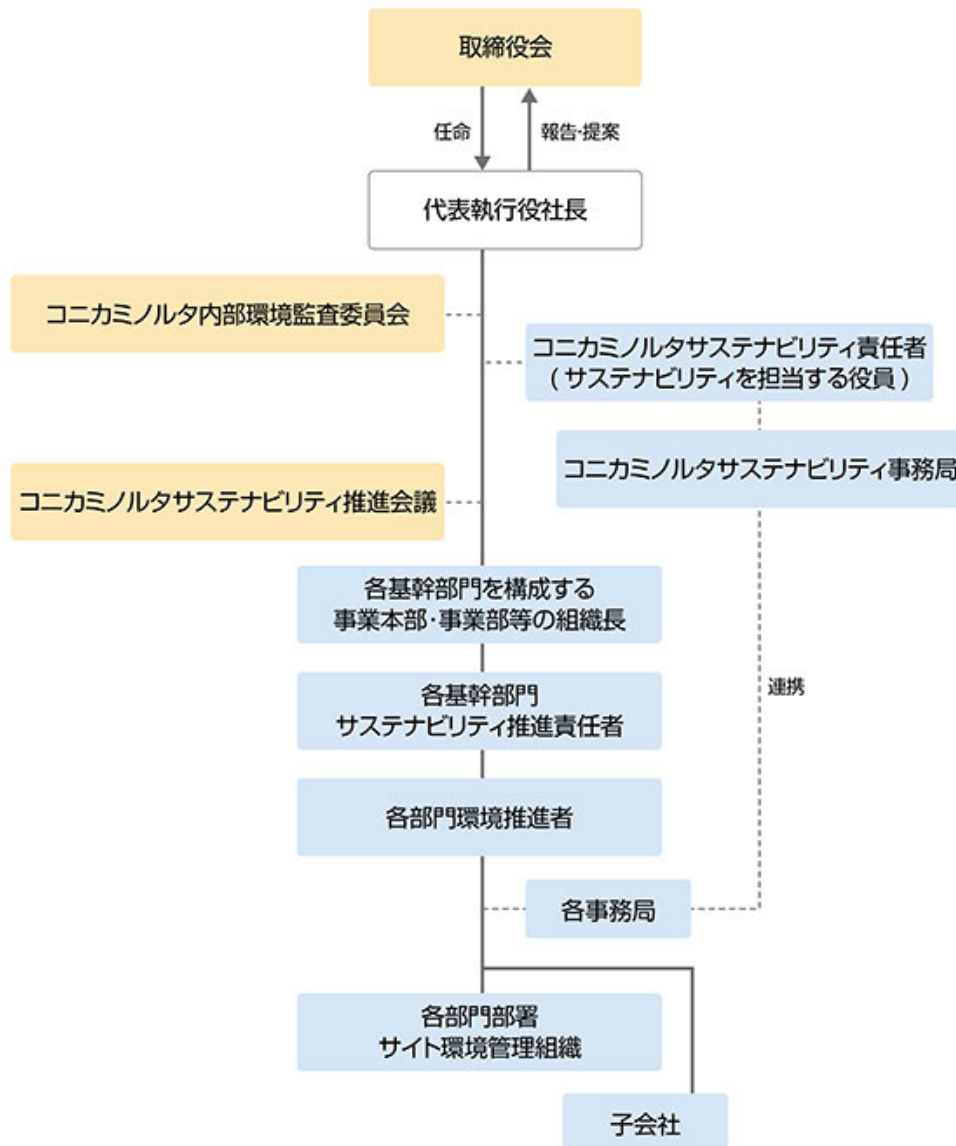 取締役会
任命
報告・提案
代表執行役社長
コニカミノルタ内部環境監査委員会
コニカミノルタサステナビリティ責任者
(サステナビリティを担当する役員)
コニカミノルタサステナビリティ事務局
コニカミノルタサステナビリティ推進会議
各基幹部門を構成する
事業本部・事業部等の組織長
各基幹部門
サステナビリティ推進責任者
連携
各部門環境推進者
各事務局
各部門部署
サイト環境管理組織
子会社